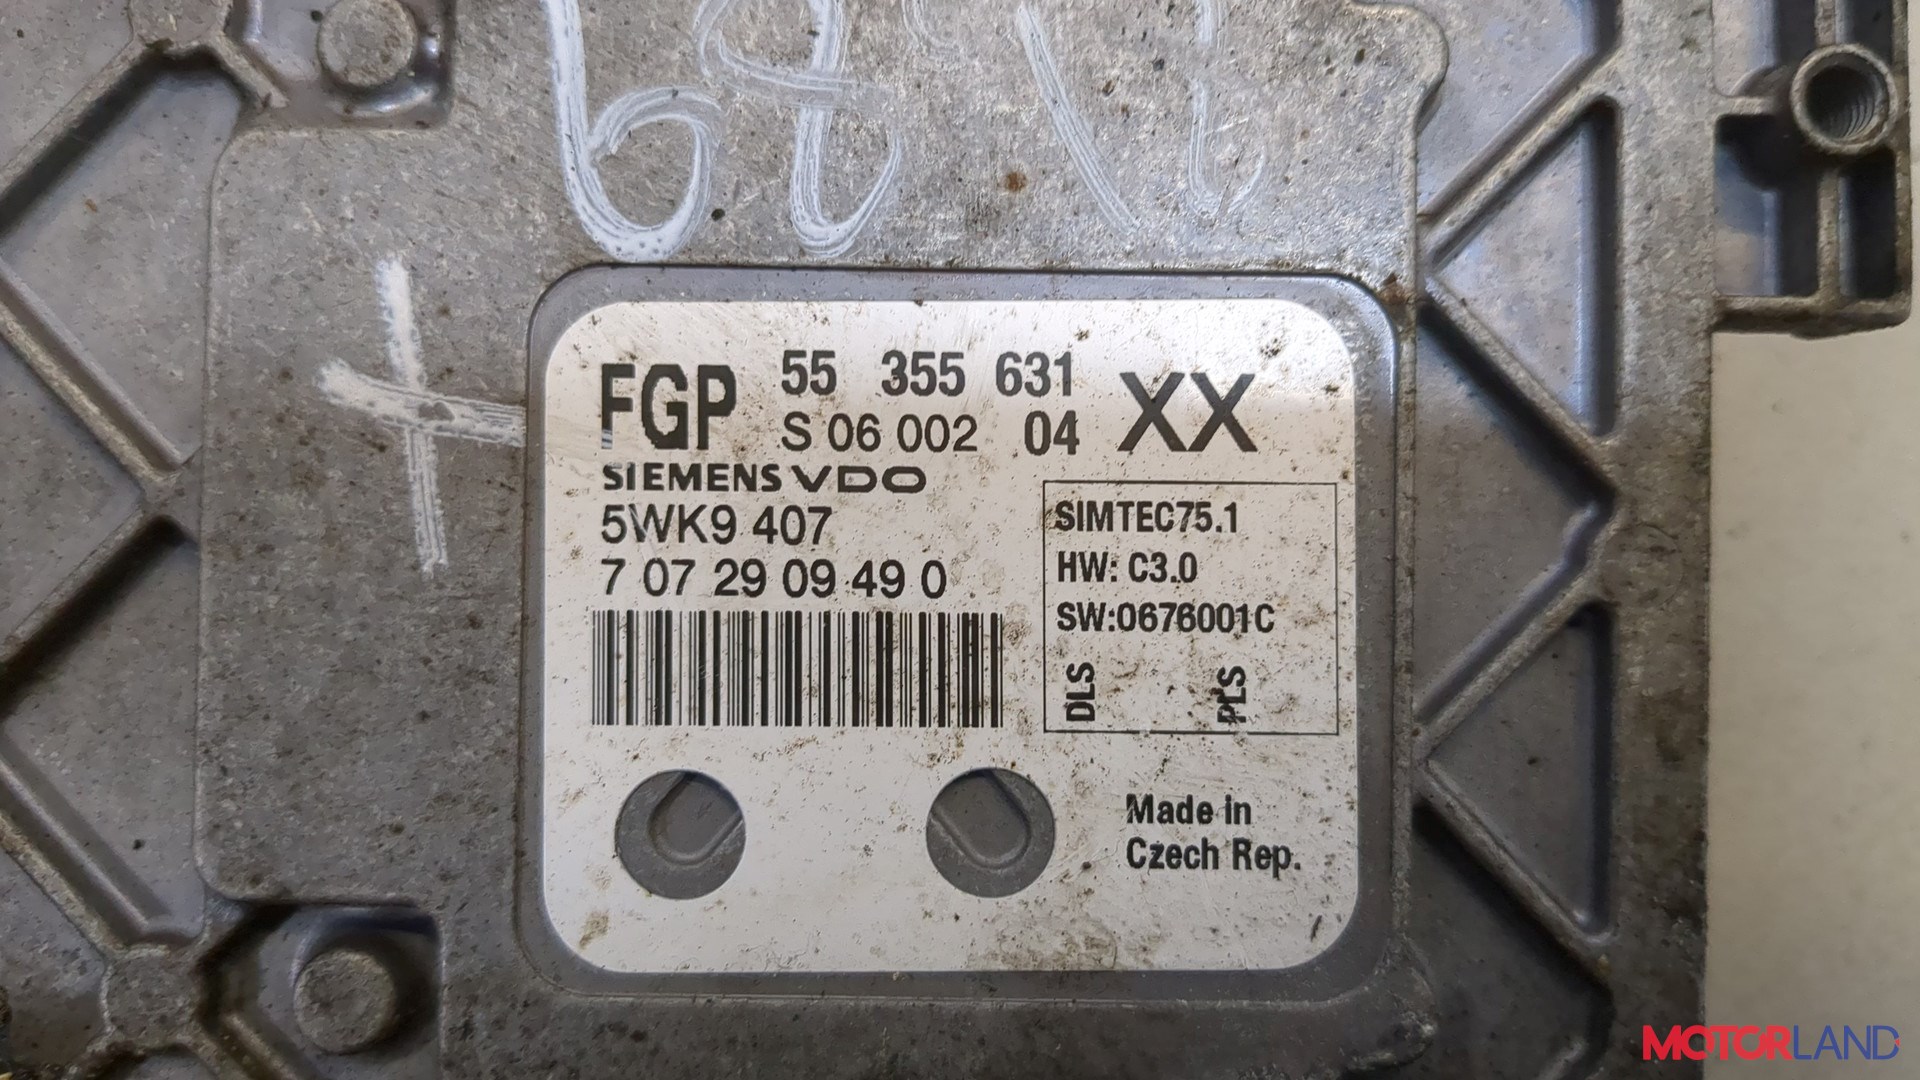 FGP 55 355 631 XX
S 06 002 04
SIEMENS VDO
5WK9 407
7 07 29 09 49 0
SIMTEC75.1
HW: C3.0
SW:0676001C
DLS PLS
Made in
Czech Rep.
MOTORLAND